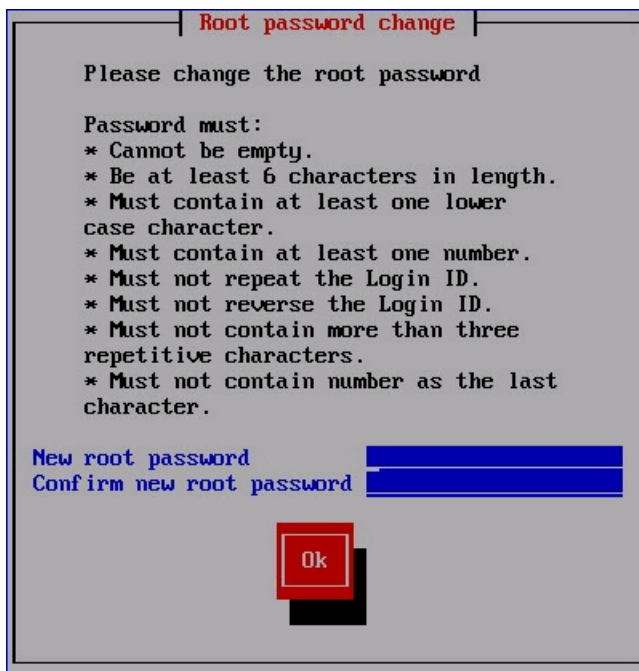 Root password change
Please change the root password
Password must:
* Cannot be empty.
* Be at least 6 characters in length.
* Must contain at least one lower
case character.
* Must contain at least one number.
* Must not repeat the Login ID.
* Must not reverse the Login ID.
* Must not contain more than three
repetitive characters.
* Must not contain number as the last
character.
New root password
Confirm new root password
Ok